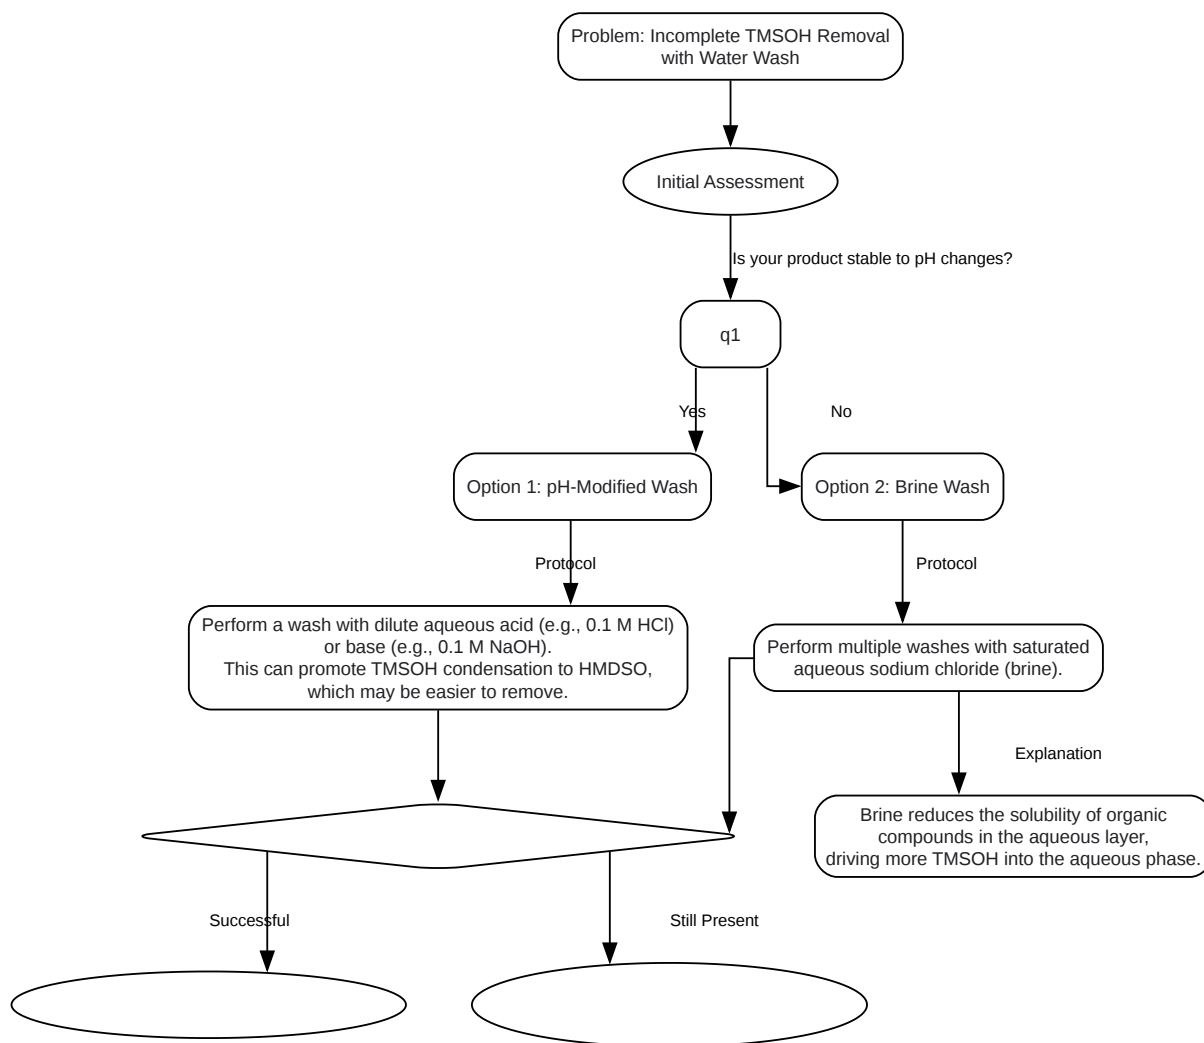 Problem: Incomplete TMSOH Removal
with Water Wash
Initial Assessment
Is your product stable to pH changes?
q1
Yes
No
Option 1: pH-Modified Wash
Option 2: Brine Wash
Protocol
Protocol
Perform a wash with dilute aqueous acid (e.g., 0.1 M HCl)
or base (e.g., 0.1 M NaOH).
This can promote TMSOH condensation to HMDSO,
which may be easier to remove.
Perform multiple washes with saturated
aqueous sodium chloride (brine).
Explanation
Brine reduces the solubility of organic
compounds in the aqueous layer,
driving more TMSOH into the aqueous phase.
Successful
Still Present